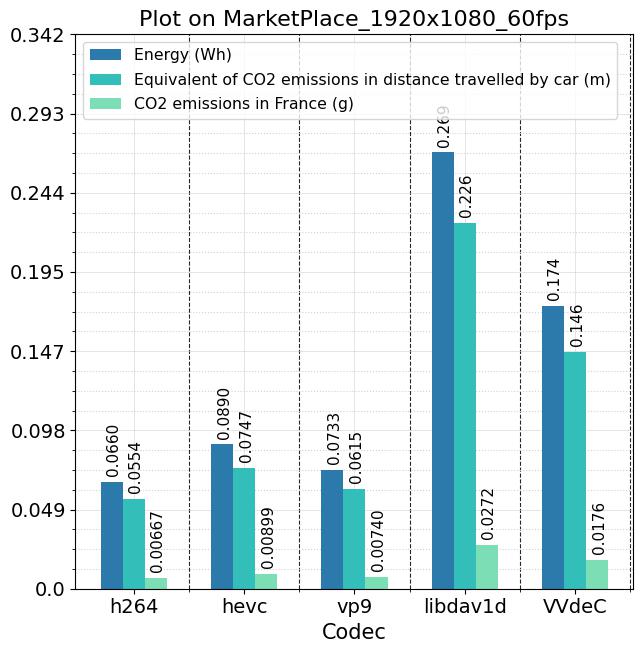 Plot on MarketPlace_1920x1080_60fps
0.342
0.293
0.244
0.195
0.147
0.098
0.049
0.0
Energy (Wh)
Equivalent of CO2 emissions in distance travelled by car (m)
CO2 emissions in France (g)
0.0660
0.0554
0.00667
0.0890
0.0747
0.00899
0.0733
0.0615
0.00740
0.269
0.226
0.0272
0.174
0.146
0.0176
h264
hevc
vp9
libdav1d
VVdeC
Codec